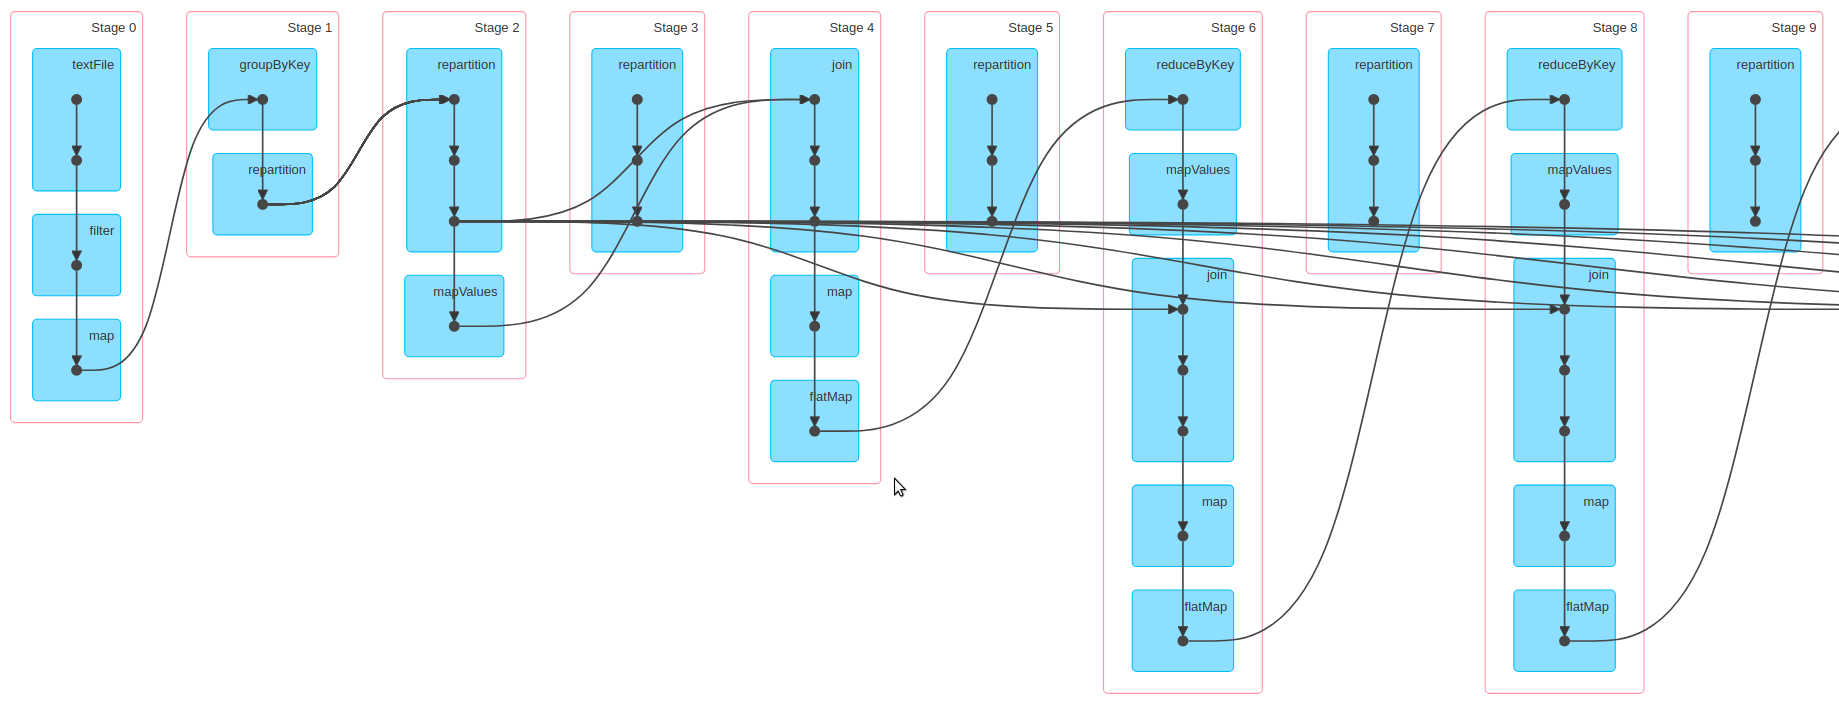 Stage 0
textFile
filter
map
Stage 1
groupByKey
repartition
Stage 2
repartition
mapValues
Stage 3
repartition
Stage 4
join
map
flatMap
Stage 5
repartition
Stage 6
reduceByKey
mapValues
join
map
flatMap
Stage 7
repartition
Stage 8
reduceByKey
mapValues
join
map
flatMap
Stage 9
repartition